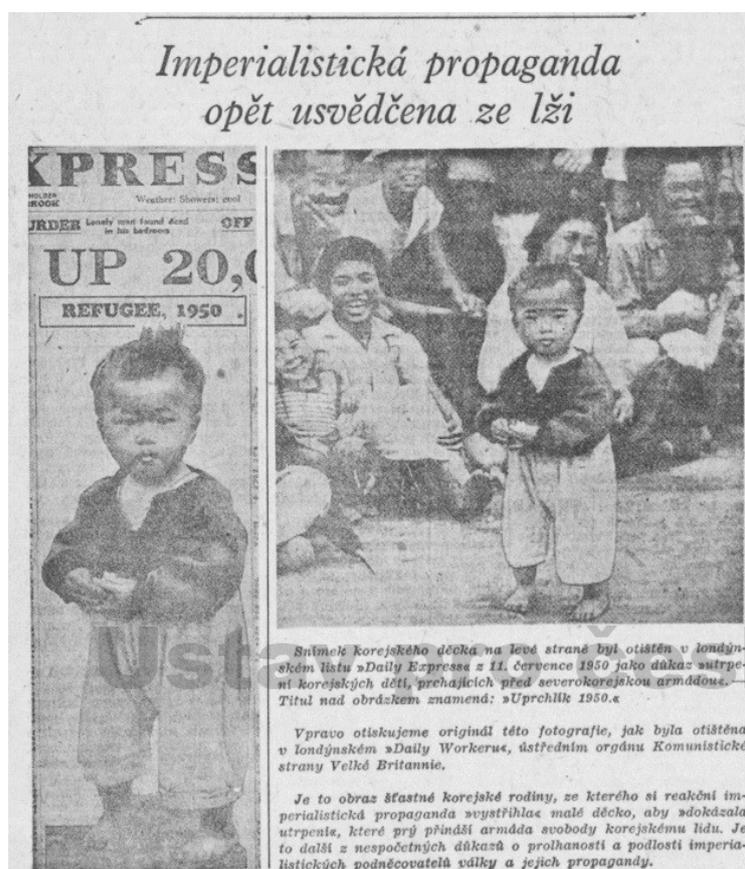 Imperialistická propaganda
opět usvědčena ze lži
XPRESS
HOLDER
BROOK
Weather: Showers; cool
URDER
Lonely man found dead
in his bedroom
OFF
UP 20,0
REFUGEE, 1950
Snímek korejského děcka na levé straně byl otištěn v londýn-
ském listu »Daily Express« z 11. července 1950 jako důkaz »utrpe-
ní korejských dětí, prchajících před severokorejskou armádou«. —
Titul nad obrázkem znamená: »Uprchlík 1950.«
Vpravo otiskujeme originál této fotografie, jak byla otištěna
v londýnském »Daily Workeru«, ústředním orgánu Komunistické
strany Velké Britannie.
Je to obraz šťastné korejské rodiny, ze kterého si reakční im-
perialistická propaganda »vystřihla« malé děcko, aby »dokázala
utrpení«, které prý přináší armáda svobody korejskému lidu. Je
to další z nespočetných důkazů o prolhanosti a podlosti imperia-
listických podněcovatelů války a jejich propagandy.